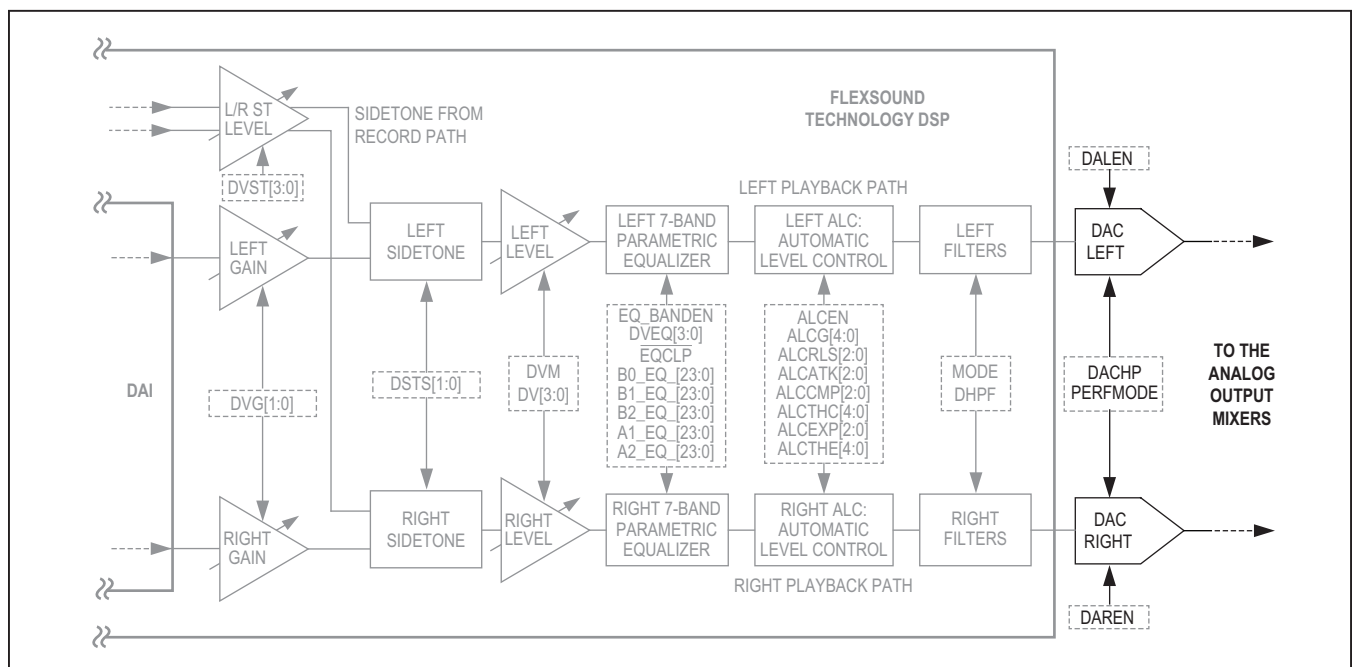 L/R ST
LEVEL
SIDETONE FROM
RECORD PATH
FLEXSOUND
TECHNOLOGY DSP
DVST[3:0]
LEFT PLAYBACK PATH
DALEN
DAI
LEFT
GAIN
LEFT
SIDETONE
LEFT
LEVEL
LEFT 7-BAND
PARAMETRIC
EQUALIZER
LEFT ALC:
AUTOMATIC
LEVEL CONTROL
LEFT
FILTERS
DAC
LEFT
DVG[1:0]
DSTS[1:0]
DVM
DV[3:0]
EQ_BANDEN
DVEQ[3:0]
EQCLP
B0_EQ_[23:0]
B1_EQ_[23:0]
B2_EQ_[23:0]
A1_EQ_[23:0]
A2_EQ_[23:0]
ALCEN
ALCG[4:0]
ALCRLS[2:0]
ALCATK[2:0]
ALCCMP[2:0]
ALCTHC[4:0]
ALCEXP[2:0]
ALCTHE[4:0]
MODE
DHPF
DACHP
PERFMODE
TO THE
ANALOG
OUTPUT
MIXERS
RIGHT
GAIN
RIGHT
SIDETONE
RIGHT
LEVEL
RIGHT 7-BAND
PARAMETRIC
EQUALIZER
RIGHT ALC:
AUTOMATIC
LEVEL CONTROL
RIGHT
FILTERS
DAC
RIGHT
RIGHT PLAYBACK PATH
DAREN